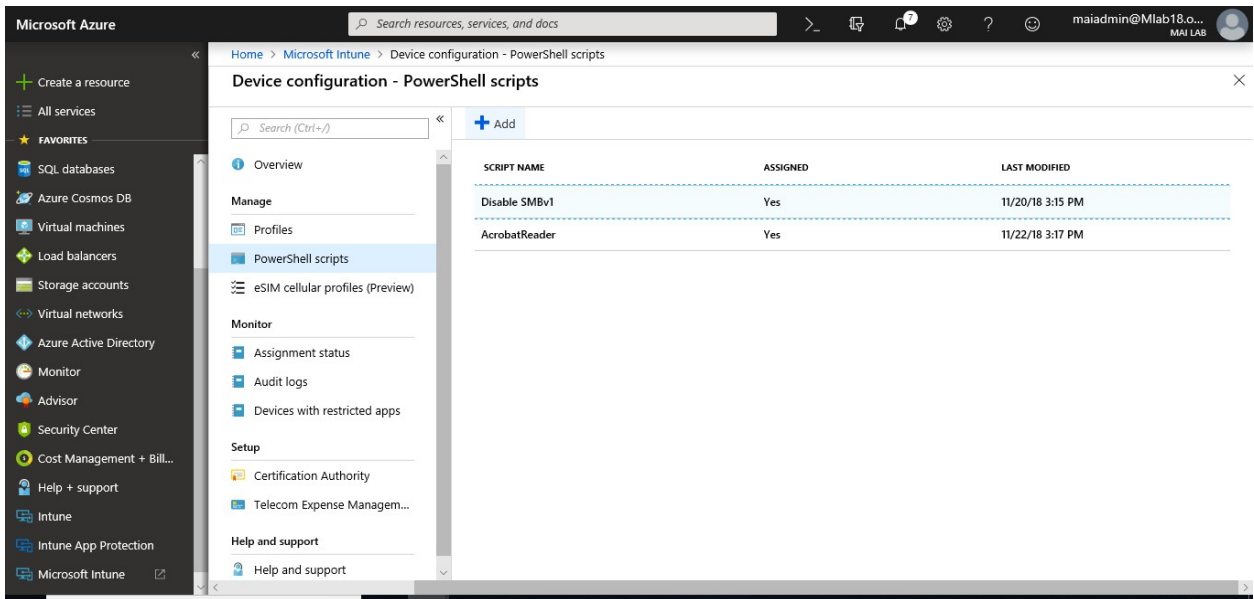 Microsoft Azure
Search resources, services, and docs
7
maiadmin@Mlab18.o...
MAI LAB
Home > Microsoft Intune > Device configuration - PowerShell scripts
Device configuration - PowerShell scripts
Create a resource
All services
FAVORITES
SQL databases
Azure Cosmos DB
Virtual machines
Load balancers
Storage accounts
Virtual networks
Azure Active Directory
Monitor
Advisor
Security Center
Cost Management + Bill...
Help + support
Intune
Intune App Protection
Microsoft Intune
Search (Ctrl+/)
Overview
Manage
Profiles
PowerShell scripts
eSIM cellular profiles (Preview)
Monitor
Assignment status
Audit logs
Devices with restricted apps
Setup
Certification Authority
Telecom Expense Managem...
Help and support
Help and support
Add
SCRIPT NAME ASSIGNED LAST MODIFIED
Disable SMBv1 Yes 11/20/18 3:15 PM
AcrobatReader Yes 11/22/18 3:17 PM